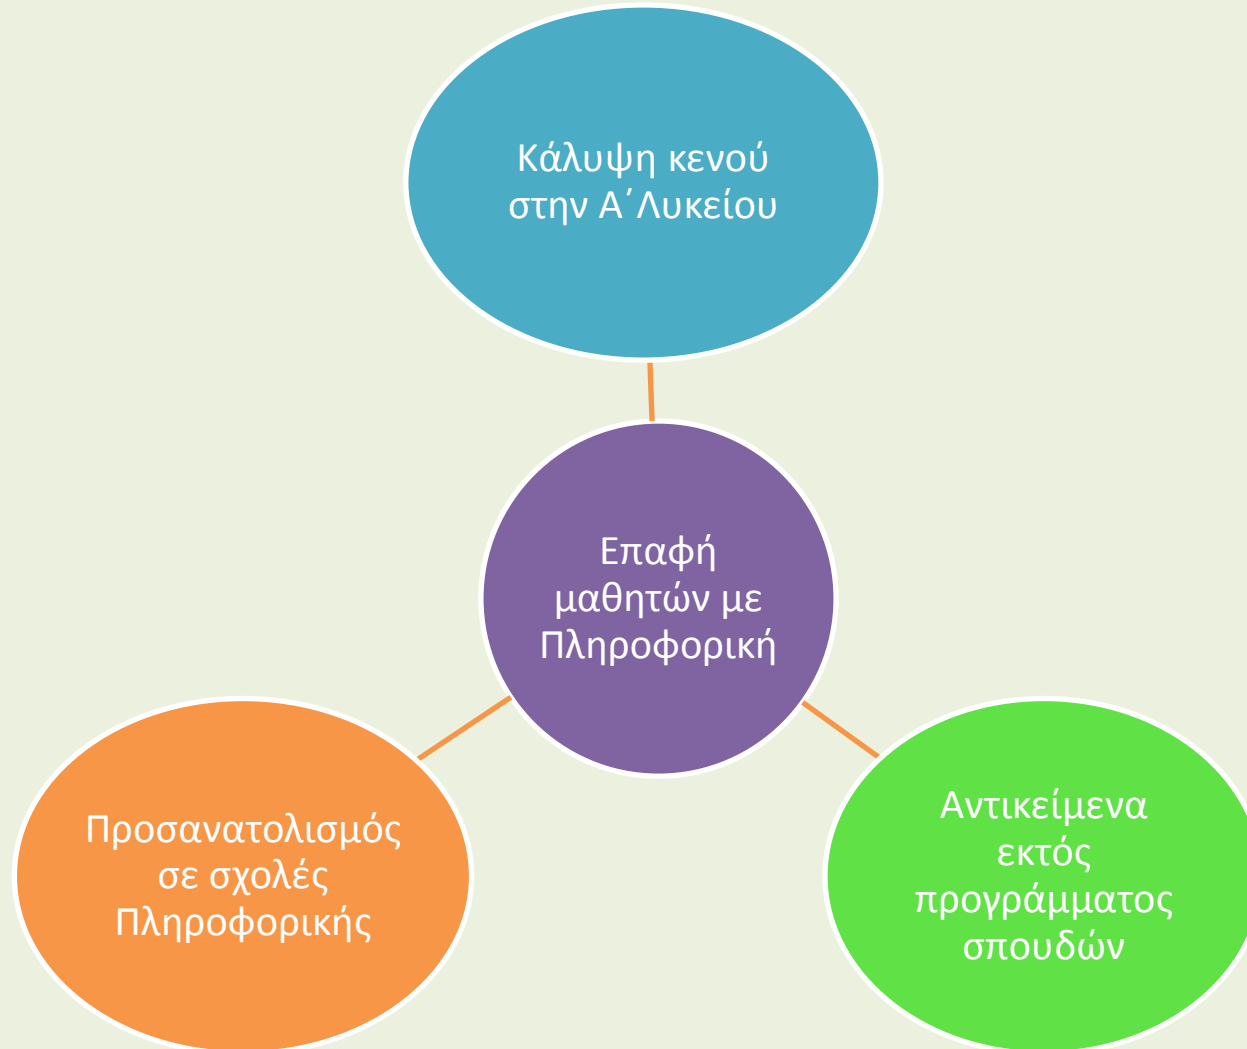 Κάλυψη κενού
στην Α΄Λυκείου
Επαφή
μαθητών με
Πληροφορική
Προσανατολισμός
σε σχολές
Πληροφορικής
Αντικείμενα
εκτός
προγράμματος
σπουδών